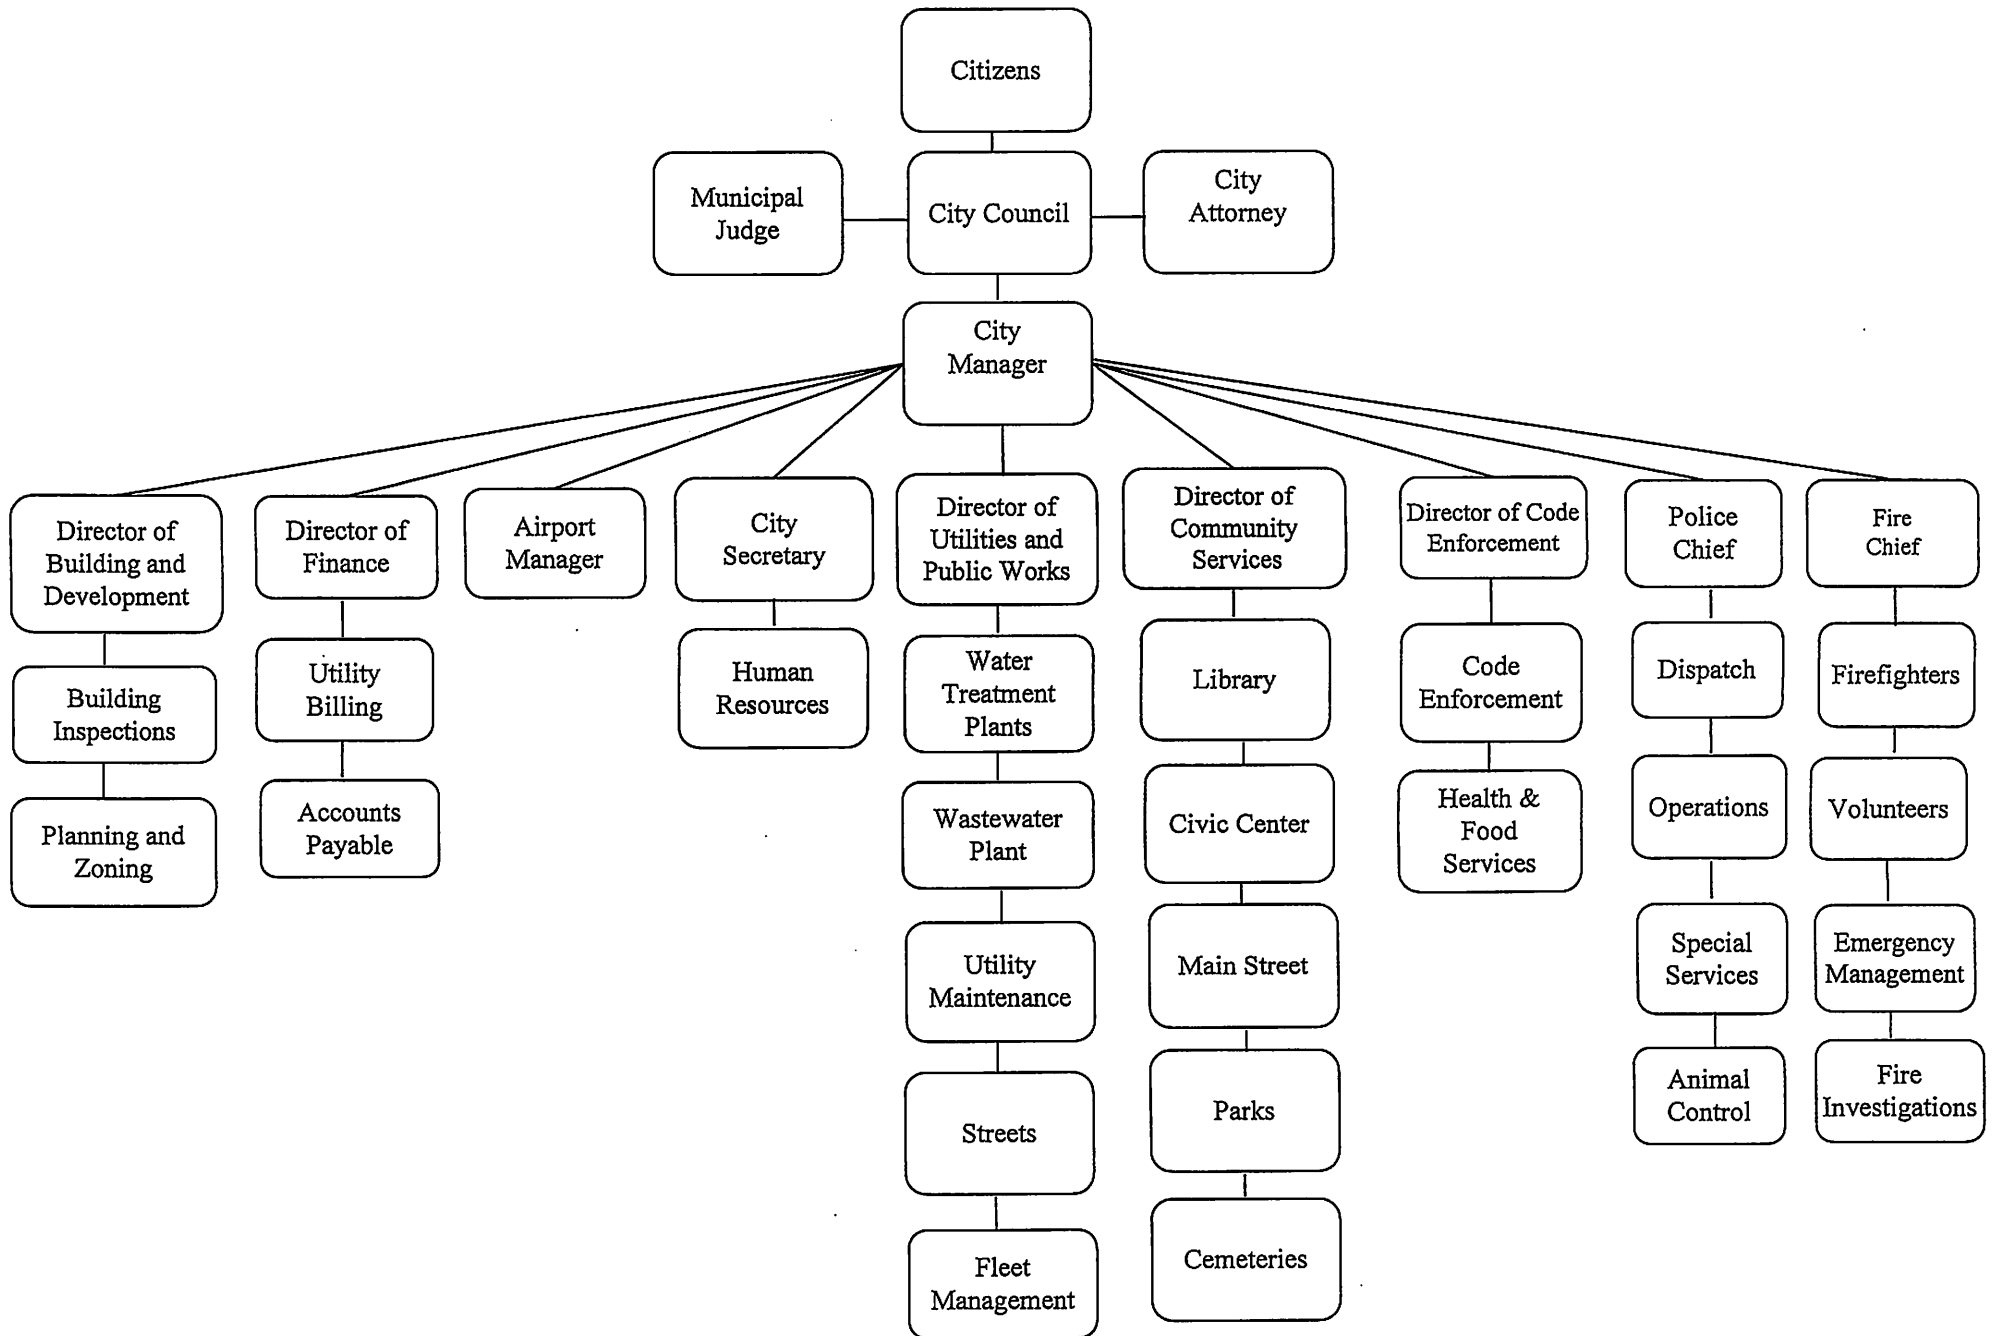 Citizens
Municipal
Judge
City Council
City
Attorney
City
Manager
Director of
Building and
Development
Director of
Finance
Airport
Manager
City
Secretary
Director of
Utilities and
Public Works
Director of
Community
Services
Director of Code
Enforcement
Police
Chief
Fire
Chief
Building
Inspections
Planning and
Zoning
Utility
Billing
Accounts
Payable
Human
Resources
Water
Treatment
Plants
Wastewater
Plant
Utility
Maintenance
Streets
Fleet
Management
Library
Civic Center
Main Street
Parks
Cemeteries
Code
Enforcement
Health &
Food
Services
Dispatch
Operations
Special
Services
Animal
Control
Firefighters
Volunteers
Emergency
Management
Fire
Investigations